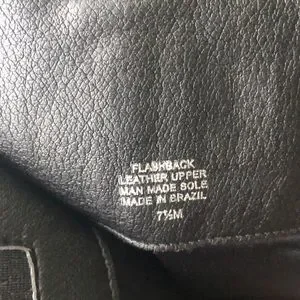 FLASHBACK
LEATHER UPPER
MAN MADE SOLE
MADE IN BRAZIL
7½M